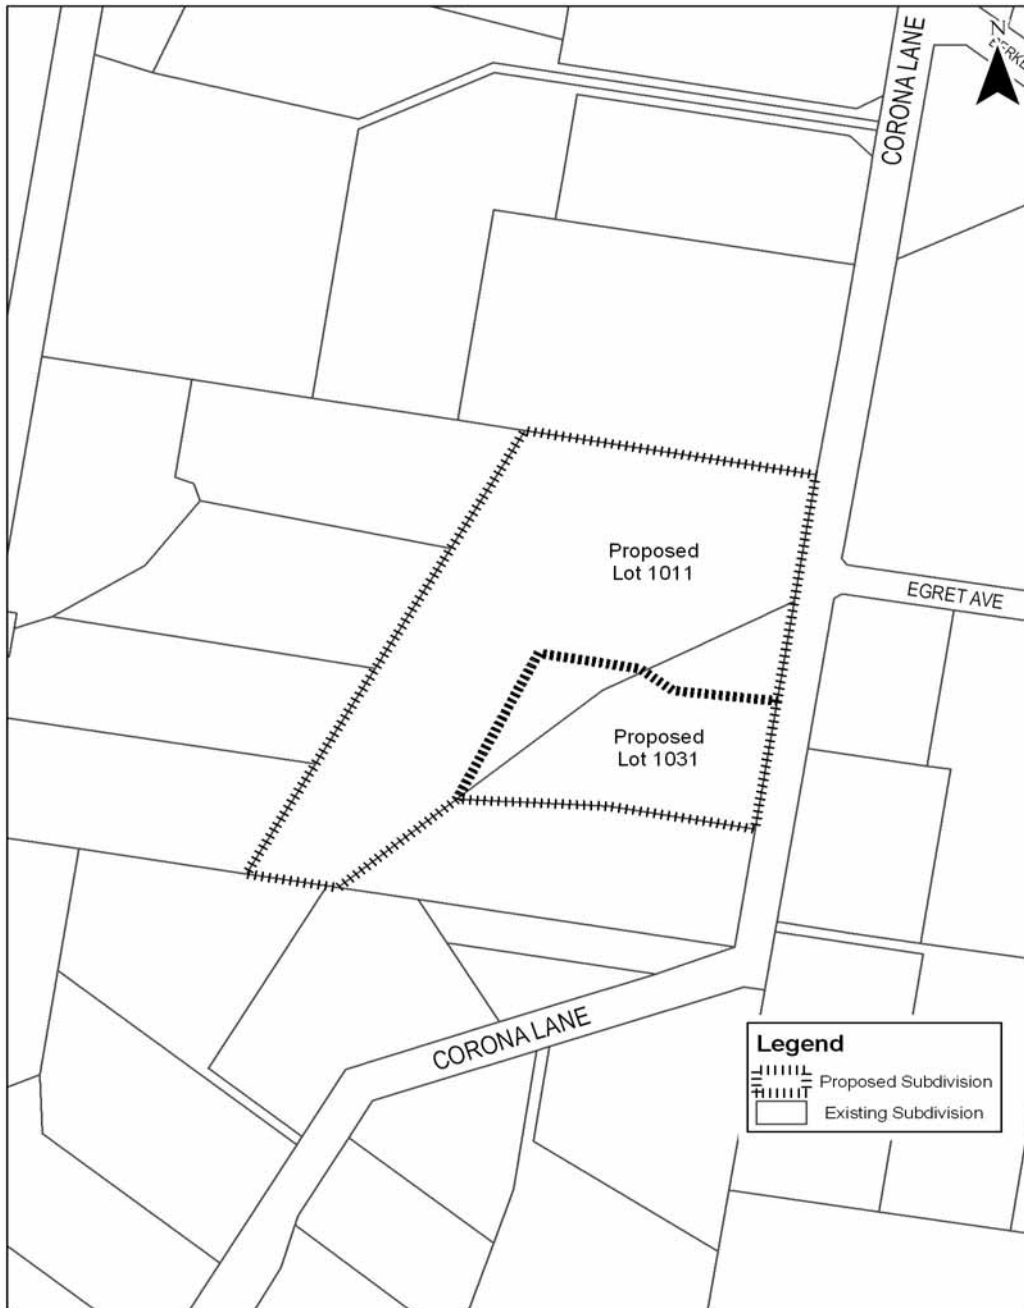 CORONA LANE
N
Proposed
Lot 1011
EGRET AVE
Proposed
Lot 1031
CORONA LANE
Legend
Proposed Subdivision
Existing Subdivision